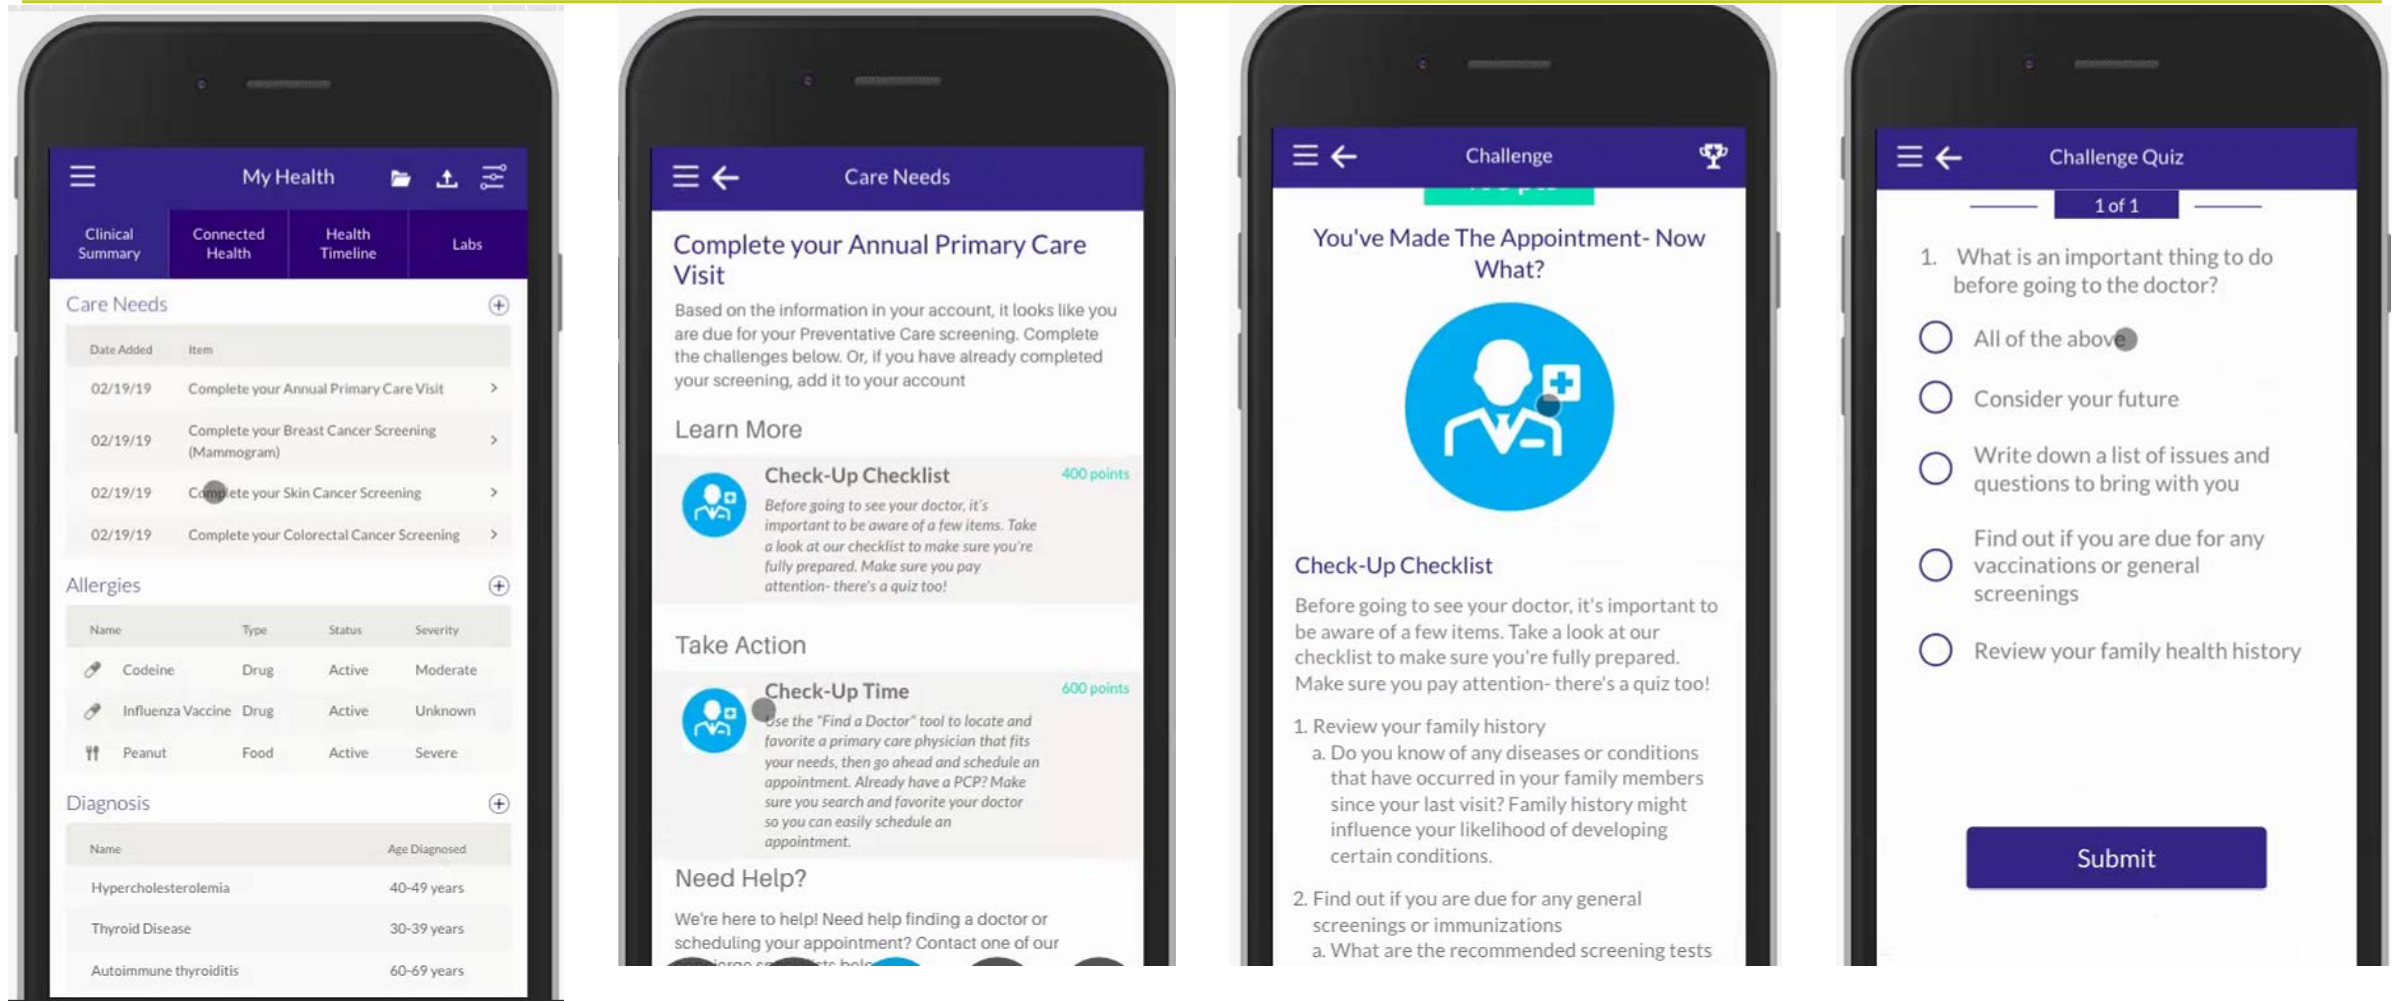 My Health
Clinical Summary
Connected Health
Health Timeline
Labs
Care Needs
Date Added Item
02/19/19 Complete your Annual Primary Care Visit
02/19/19 Complete your Breast Cancer Screening
(Mammogram)
02/19/19 Complete your Skin Cancer Screening
02/19/19 Complete your Colorectal Cancer Screening
Allergies
Name Type Status Severity
Codeine Drug Active Moderate
Influenza Vaccine Drug Active Unknown
Peanut Food Active Severe
Diagnosis
Name Age Diagnosed
Hypercholesterolemia 40-49 years
Thyroid Disease 30-39 years
Autoimmune thyroiditis 60-69 years
Care Needs
Complete your Annual Primary Care
Visit
Based on the information in your account, it looks like you
are due for your Preventative Care screening. Complete
the challenges below. Or, if you have already completed
your screening, add it to your account
Learn More
Check-Up Checklist 400 points
Before going to see your doctor, it's
important to be aware of a few items. Take
a look at our checklist to make sure you're
fully prepared. Make sure you pay
attention- there's a quiz too!
Take Action
Check-Up Time 600 points
Use the "Find a Doctor" tool to locate and
favorite a primary care physician that fits
your needs, then go ahead and schedule an
appointment. Already have a PCP? Make
sure you search and favorite your doctor
so you can easily schedule an
appointment.
Need Help?
We're here to help! Need help finding a doctor or
scheduling your appointment? Contact one of our
Challenge
You've Made The Appointment- Now
What?
Check-Up Checklist
Before going to see your doctor, it's important to
be aware of a few items. Take a look at our
checklist to make sure you're fully prepared.
Make sure you pay attention- there's a quiz too!
1. Review your family history
a. Do you know of any diseases or conditions
that have occurred in your family members
since your last visit? Family history might
influence your likelihood of developing
certain conditions.
2. Find out if you are due for any general
screenings or immunizations
a. What are the recommended screening tests
Challenge Quiz
1 of 1
1. What is an important thing to do
before going to the doctor?
All of the above
Consider your future
Write down a list of issues and
questions to bring with you
Find out if you are due for any
vaccinations or general
screenings
Review your family health history
Submit